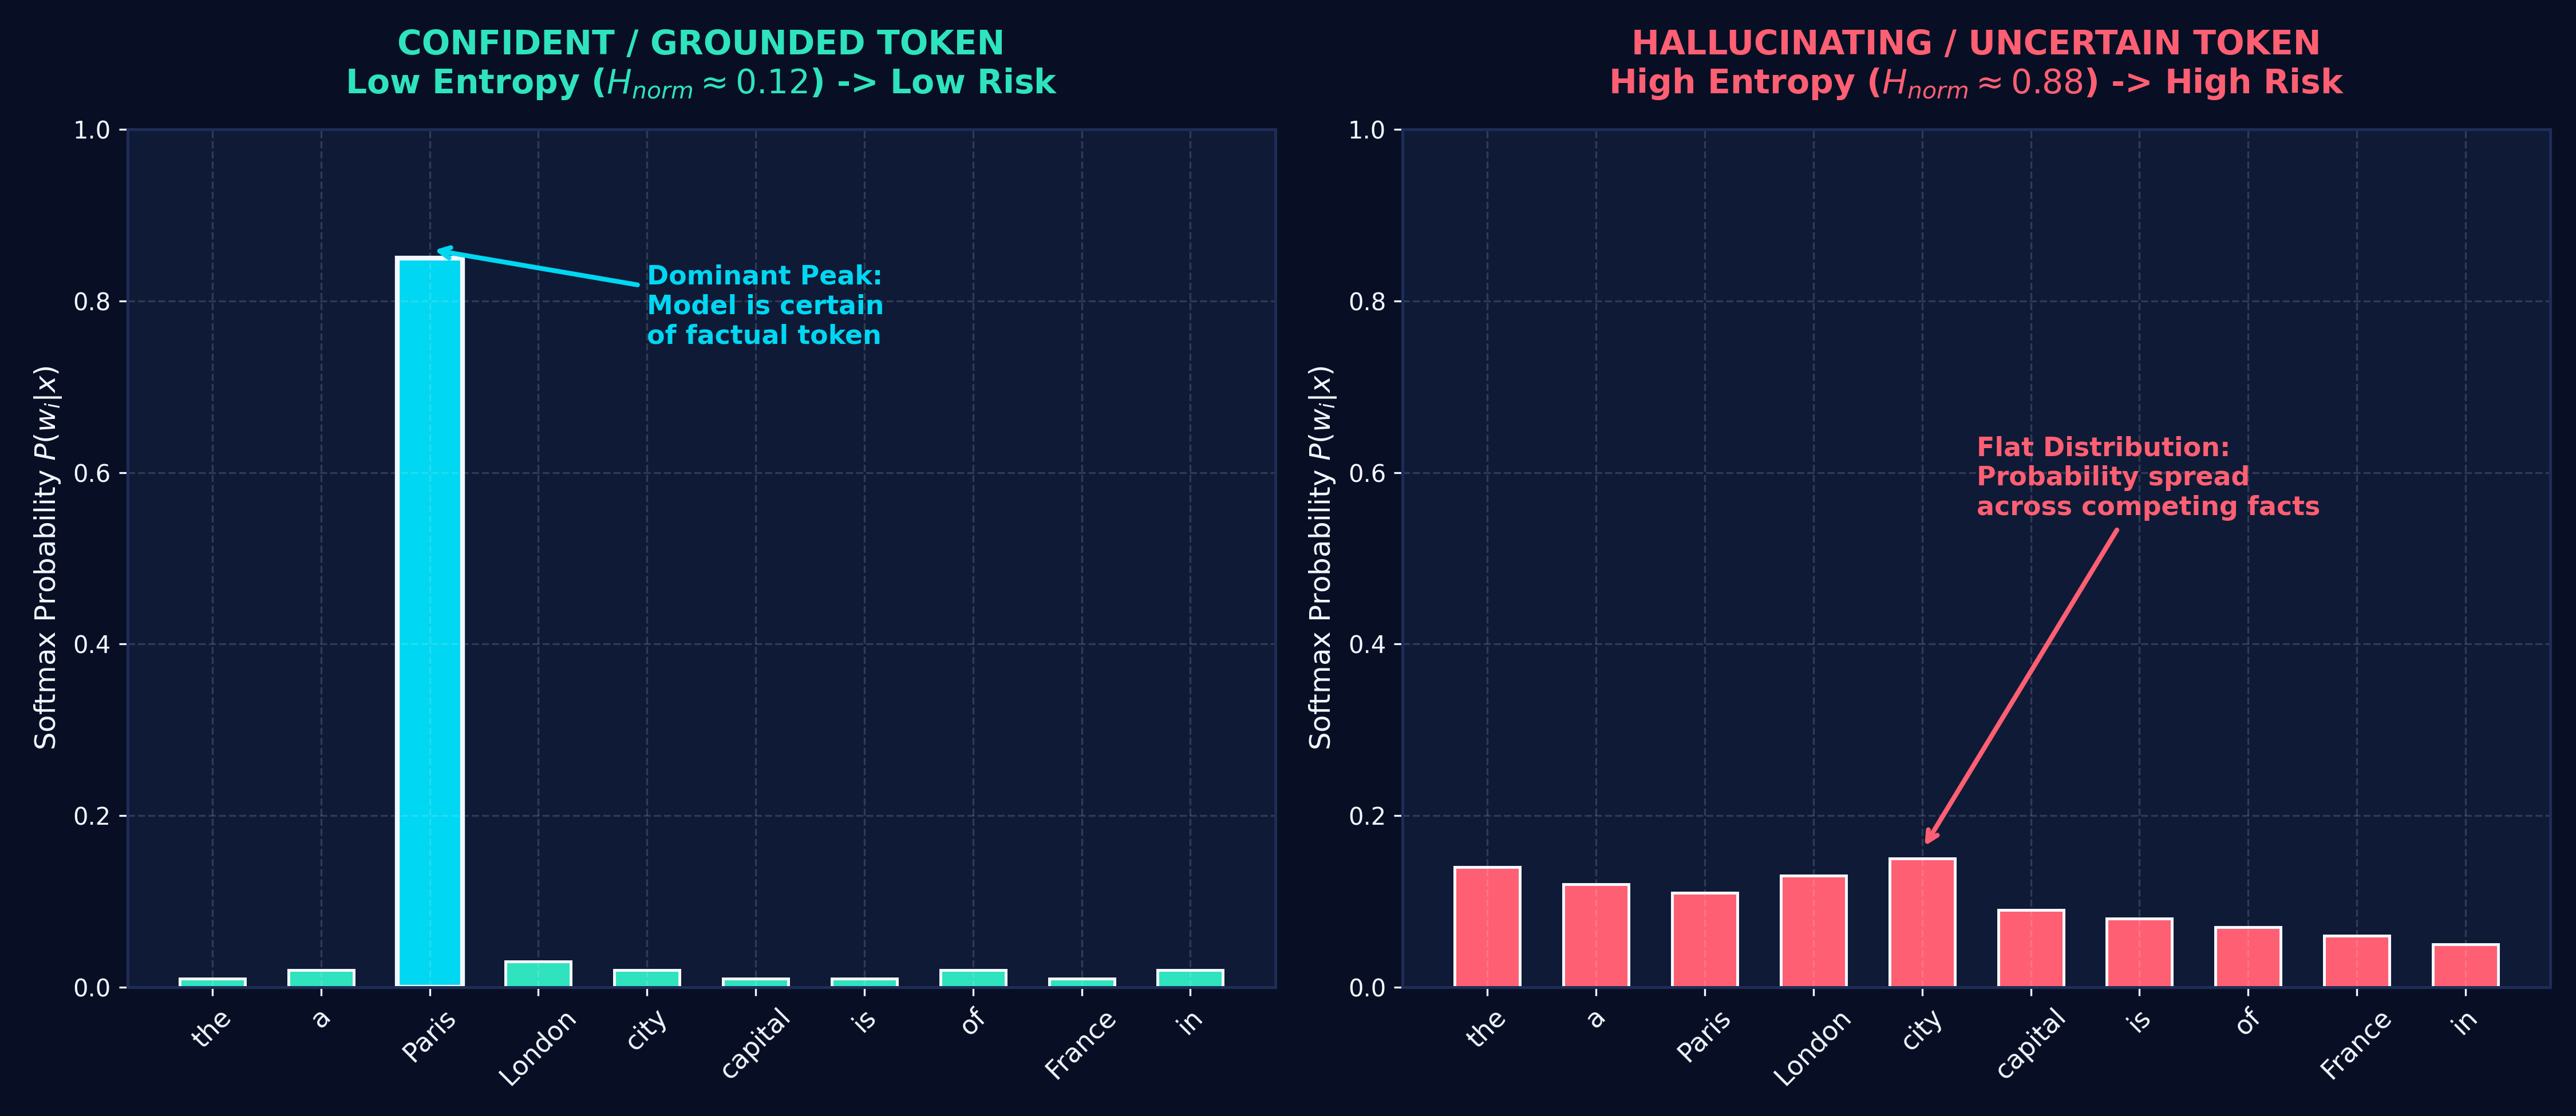 CONFIDENT / GROUNDED TOKEN
Low Entropy (H_norm ≈ 0.12) -> Low Risk
1.0
0.8
0.6
0.4
0.2
0.0
Softmax Probability P(w_i|x)
Dominant Peak:
Model is certain
of factual token
the
a
Paris
London
city
capital
is
of
France
in
HALLUCINATING / UNCERTAIN TOKEN
High Entropy (H_norm ≈ 0.88) -> High Risk
1.0
0.8
0.6
0.4
0.2
0.0
Softmax Probability P(w_i|x)
Flat Distribution:
Probability spread
across competing facts
the
a
Paris
London
city
capital
is
of
France
in